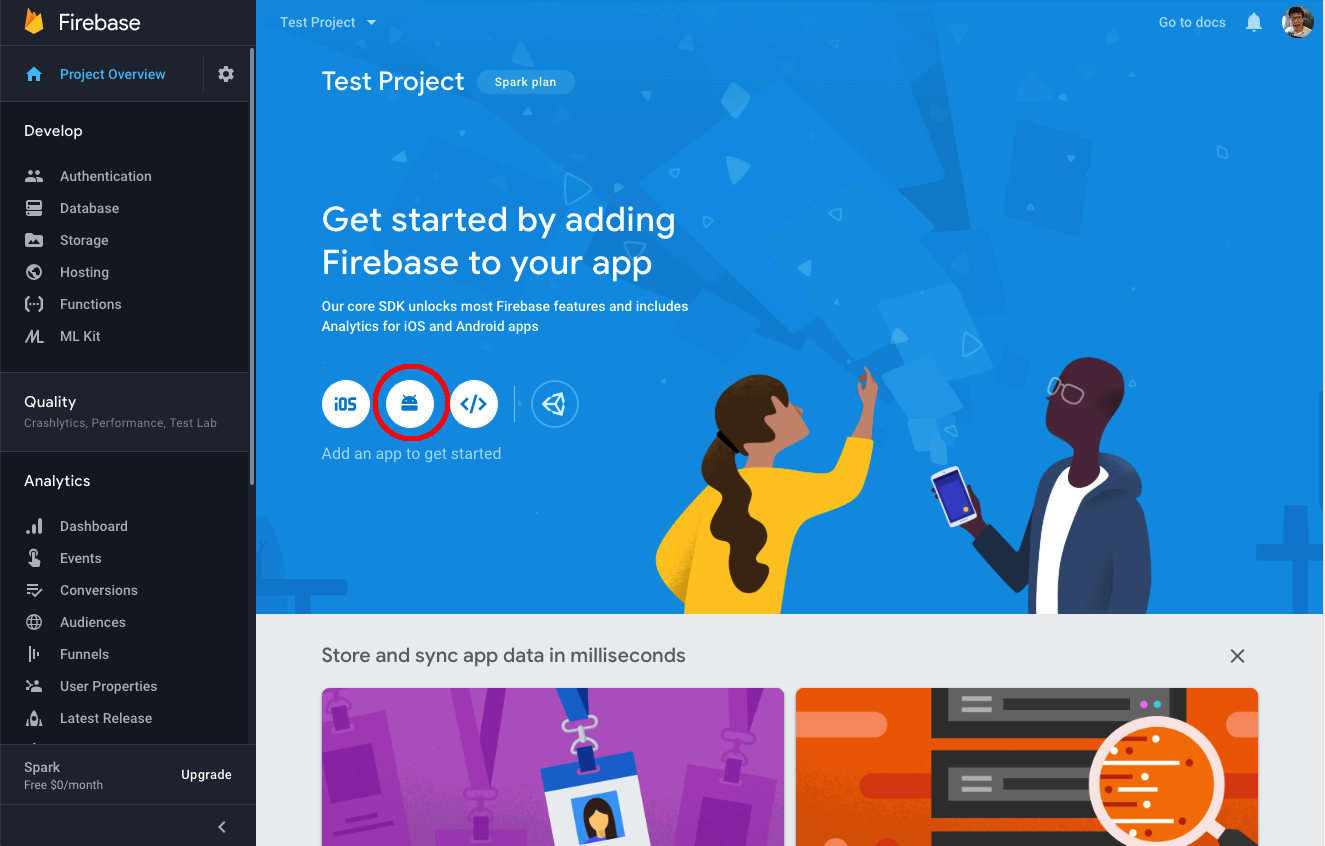 Firebase
Project Overview
Develop
Authentication
Database
Storage
Hosting
Functions
ML Kit
Quality
Crashlytics, Performance, Test Lab
Analytics
Dashboard
Events
Conversions
Audiences
Funnels
User Properties
Latest Release
Spark
Free $0/month
Upgrade
Test Project
Go to docs
Test Project
Spark plan
Get started by adding
Firebase to your app
Our core SDK unlocks most Firebase features and includes
Analytics for iOS and Android apps
iOS
Add an app to get started
Store and sync app data in milliseconds